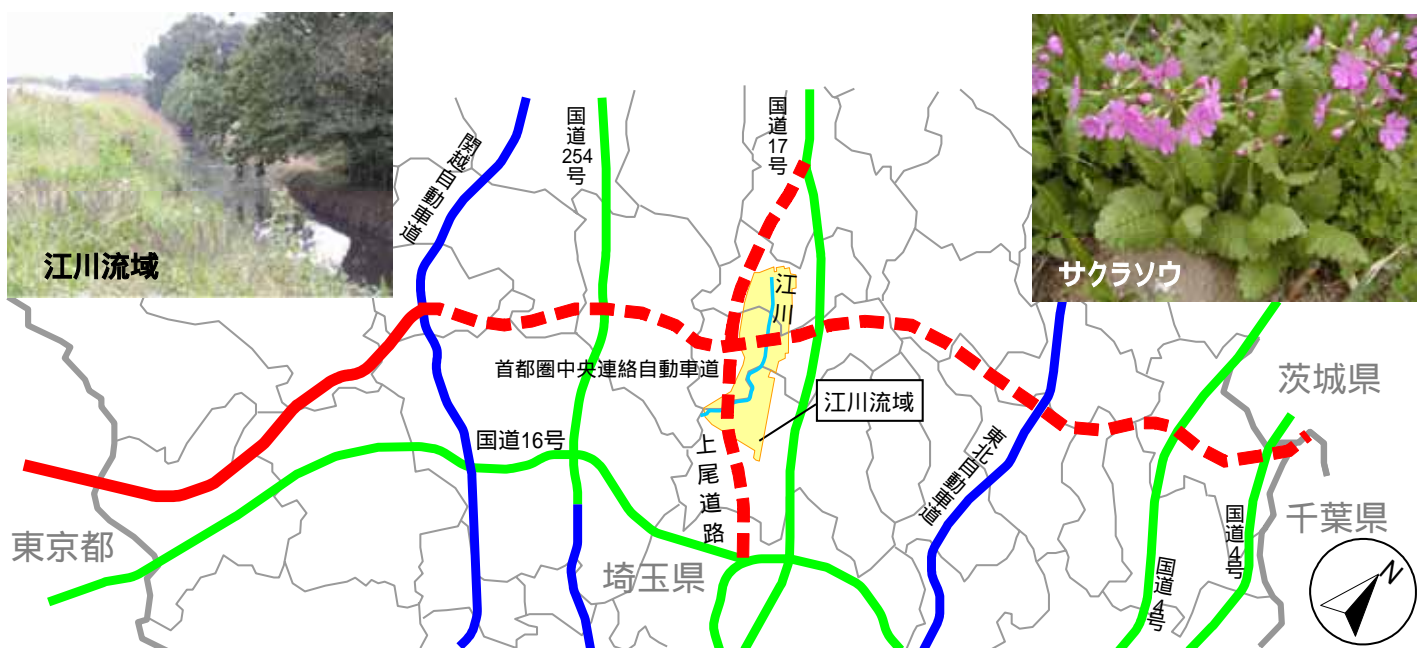 江川流域
サクラソウ
関越自動車道
国道254号
国道17号
江川
首都圏中央連絡自動車道
江川流域
茨城県
国道16号
上尾道路
東北自動車道
千葉県
東京都
埼玉県
国道4号
国道4号
N